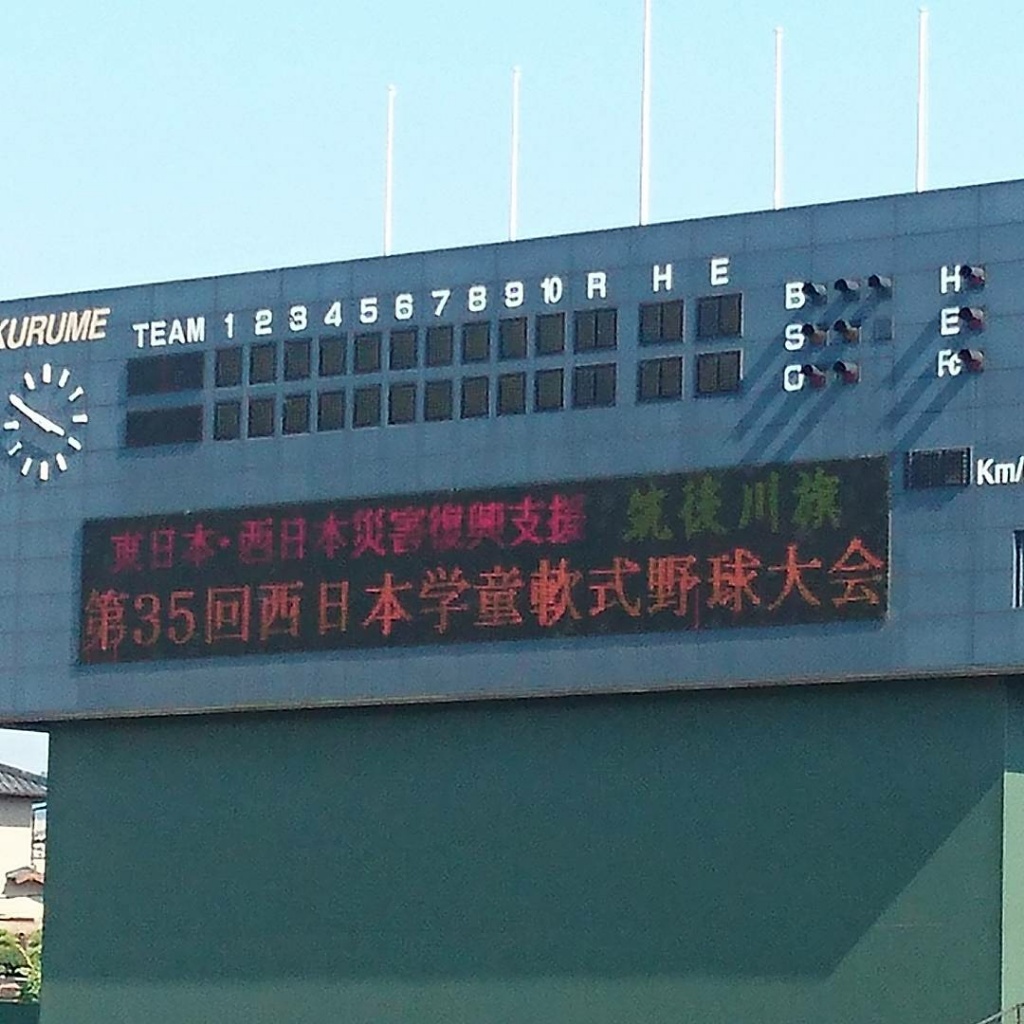 KURUME
TEAM 1 2 3 4 5 6 7 8 9 10 R H E
B H
S E
O Fc
Km/
東日本・西日本災害復興支援 筑後川旗
第35回西日本学童軟式野球大会